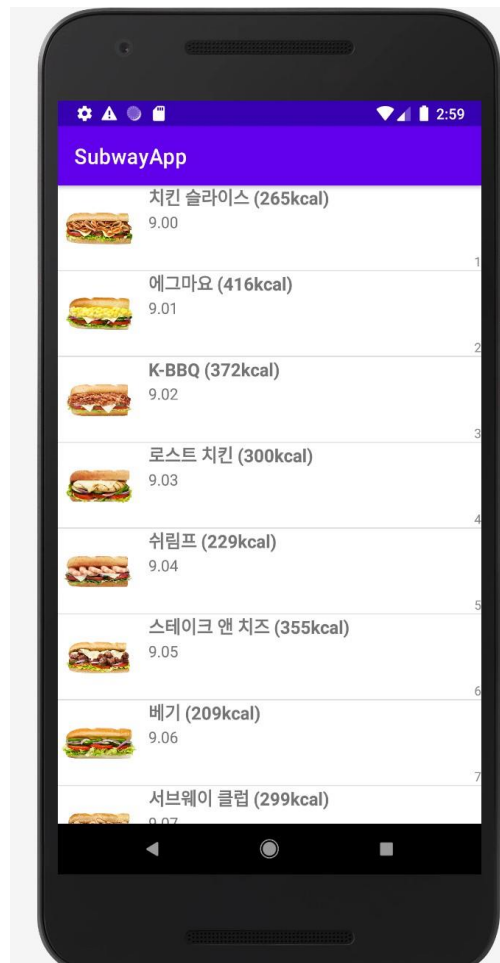 2:59
SubwayApp
치킨 슬라이스 (265kcal)
9.00
1
에그마요 (416kcal)
9.01
2
K-BBQ (372kcal)
9.02
3
로스트 치킨 (300kcal)
9.03
4
쉬림프 (229kcal)
9.04
5
스테이크 앤 치즈 (355kcal)
9.05
6
베기 (209kcal)
9.06
7
서브웨이 클럽 (299kcal)
9.07